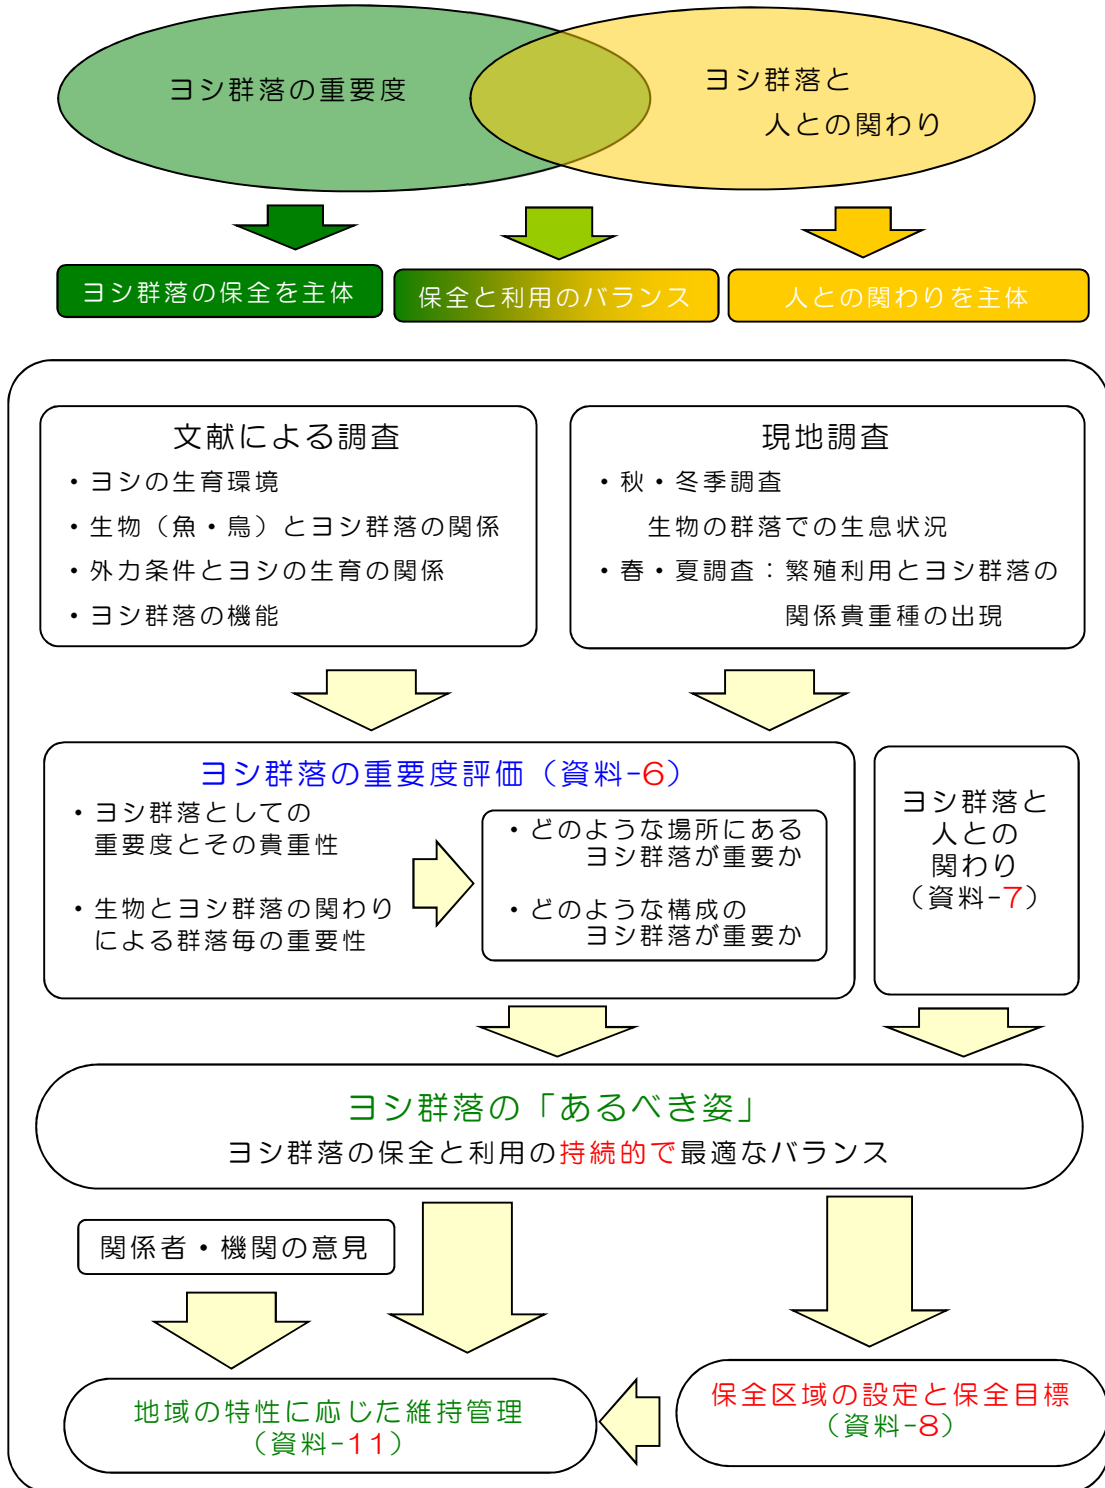 ヨシ群落の重要度
ヨシ群落と
人との関わり
ヨシ群落の保全を主体
保全と利用のバランス
人との関わりを主体
文献による調査
・ヨシの生育環境
・生物（魚・鳥）とヨシ群落の関係
・外力条件とヨシの生育の関係
・ヨシ群落の機能
現地調査
・秋・冬季調査
生物の群落での生息状況
・春・夏調査：繁殖利用とヨシ群落の
関係貴重種の出現
ヨシ群落の重要度評価（資料-6）
・ヨシ群落としての
重要度とその貴重性
・生物とヨシ群落の関わり
による群落毎の重要性
・どのような場所にある
ヨシ群落が重要か
・どのような構成の
ヨシ群落が重要か
ヨシ群落と
人との
関わり
（資料-7）
ヨシ群落の「あるべき姿」
ヨシ群落の保全と利用の持続的で最適なバランス
関係者・機関の意見
地域の特性に応じた維持管理
（資料-11）
保全区域の設定と保全目標
（資料-8）